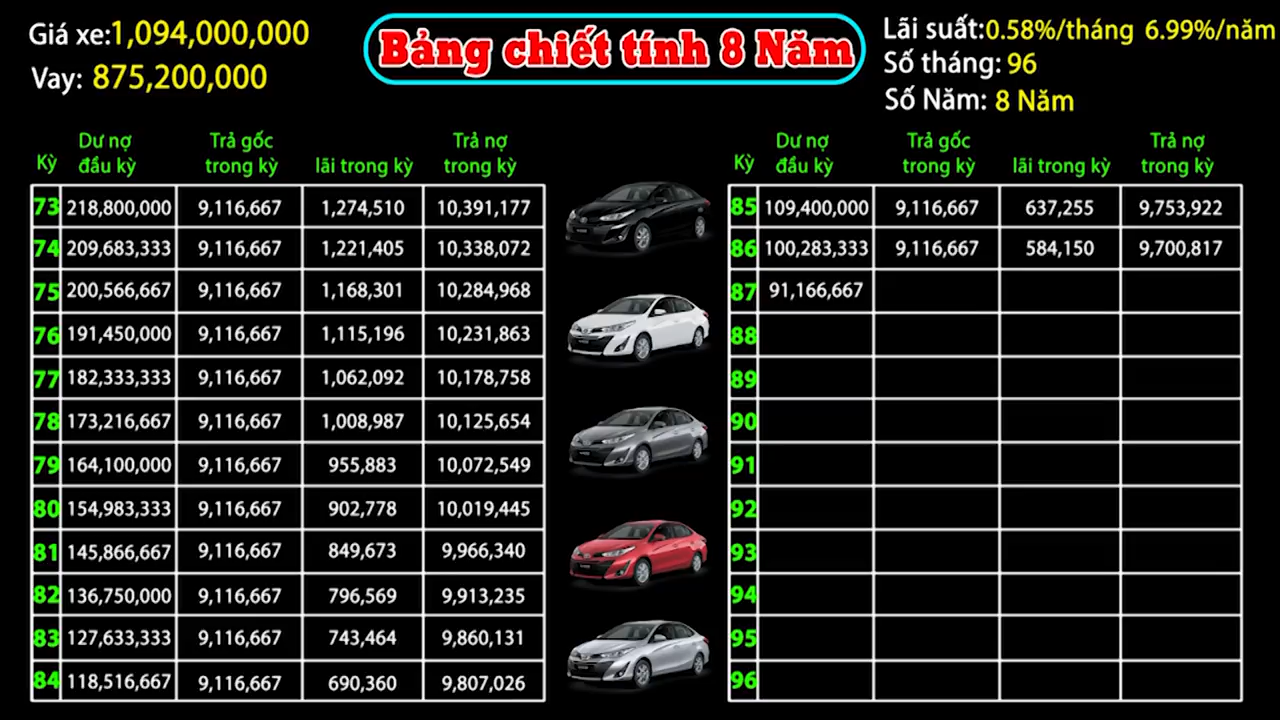 Giá xe:1,094,000,000
Vay: 875,200,000
Bảng chiết tính 8 Năm
Lãi suất:0.58%/tháng 6.99%/năm
Số tháng: 96
Số Năm: 8 Năm
Kỳ Dư nợ đầu kỳ Trả gốc trong kỳ lãi trong kỳ Trả nợ trong kỳ
73 218,800,000 9,116,667 1,274,510 10,391,177
74 209,683,333 9,116,667 1,221,405 10,338,072
75 200,566,667 9,116,667 1,168,301 10,284,968
76 191,450,000 9,116,667 1,115,196 10,231,863
77 182,333,333 9,116,667 1,062,092 10,178,758
78 173,216,667 9,116,667 1,008,987 10,125,654
79 164,100,000 9,116,667 955,883 10,072,549
80 154,983,333 9,116,667 902,778 10,019,445
81 145,866,667 9,116,667 849,673 9,966,340
82 136,750,000 9,116,667 796,569 9,913,235
83 127,633,333 9,116,667 743,464 9,860,131
84 118,516,667 9,116,667 690,360 9,807,026
Kỳ Dư nợ đầu kỳ Trả gốc trong kỳ lãi trong kỳ Trả nợ trong kỳ
85 109,400,000 9,116,667 637,255 9,753,922
86 100,283,333 9,116,667 584,150 9,700,817
87 91,166,667
88
89
90
91
92
93
94
95
96